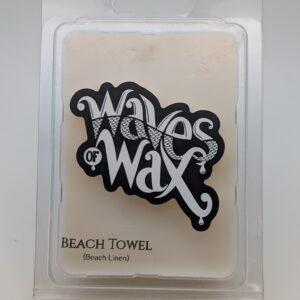 Waves
OF
Wax
BEACH TOWEL
(Beach Linen)